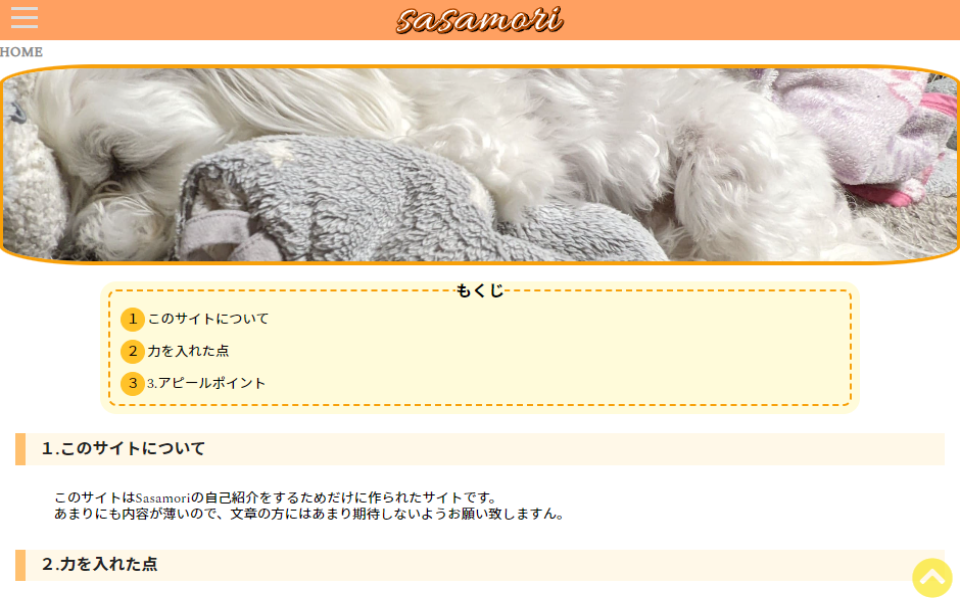 sasamori
HOME
もくじ
1 このサイトについて
2 力を入れた点
3 3.アピールポイント
１.このサイトについて
このサイトはSasamoriの自己紹介をするためだけに作られたサイトです。
あまりにも内容が薄いので、文章の方にはあまり期待しないようお願い致しますん。
２.力を入れた点